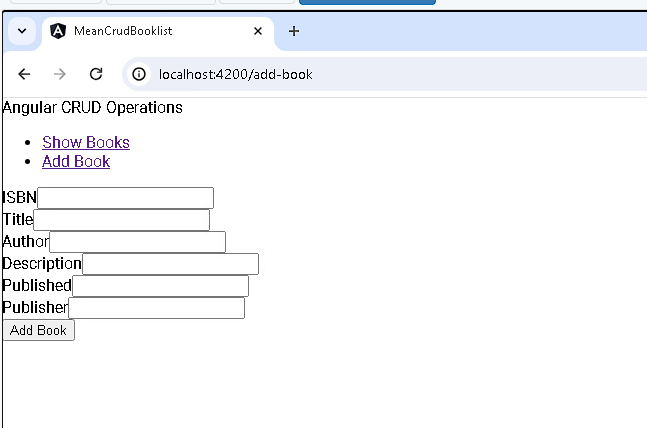 MeanCrudBooklist
localhost:4200/add-book
Angular CRUD Operations
Show Books
Add Book
ISBN
Title
Author
Description
Published
Publisher
Add Book